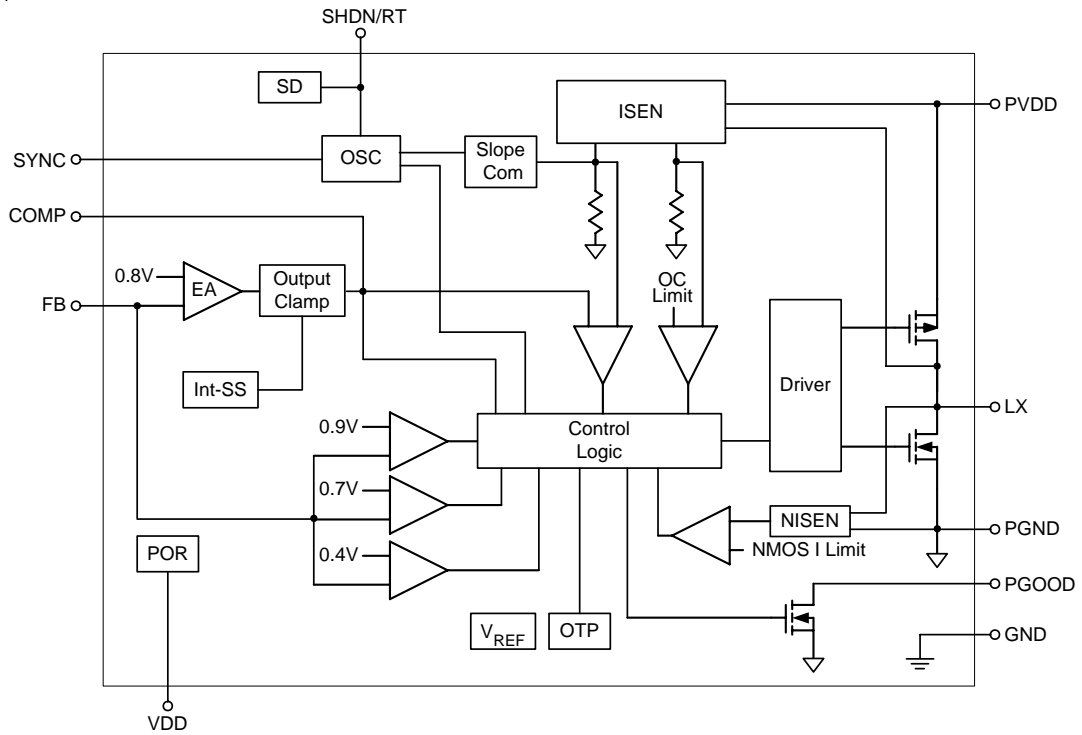 SHDN/RT
SD
ISEN
PVDD
SYNC
OSC
Slope
Com
COMP
0.8V
EA
Output
Clamp
OC
Limit
FB
Int-SS
Driver
LX
0.9V
Control
Logic
0.7V
NISEN
PGND
POR
0.4V
NMOS I Limit
PGOOD
VREF
OTP
GND
VDD